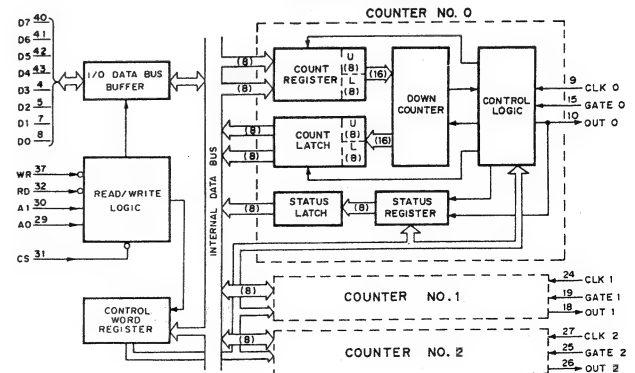 COUNTER NO. 0
D7 40
D6 41
D5 42
D4 43
D3 4
D2 5
D1 7
D0 8
I/O DATA BUS
BUFFER
WR 37
RD 32
A1 30
A0 29
CS 31
READ/WRITE
LOGIC
CONTROL
WORD
REGISTER
INTERNAL DATA BUS
(8)
(8)
COUNT
REGISTER
U
(8)
L
(8)
(16)
DOWN
COUNTER
CONTROL
LOGIC
9 CLK 0
15 GATE 0
10 OUT 0
(8)
(8)
COUNT
LATCH
U
(8)
L
(8)
(16)
(8)
STATUS
LATCH
(8)
STATUS
REGISTER
(8)
COUNTER NO. 1
24 CLK 1
19 GATE 1
18 OUT 1
(8)
COUNTER NO. 2
27 CLK 2
25 GATE 2
26 OUT 2